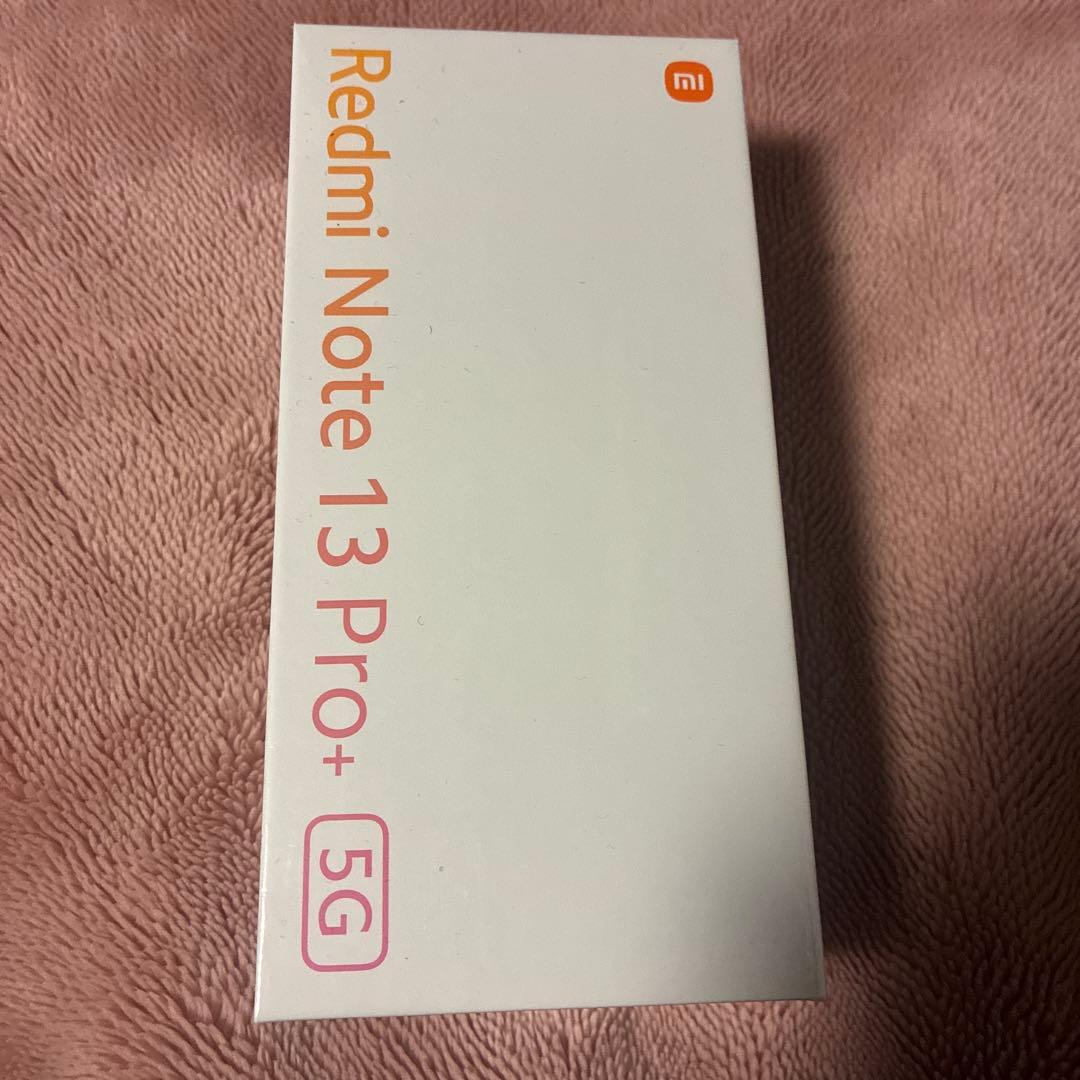 Redmi Note 13 Pro+ 5G
mi